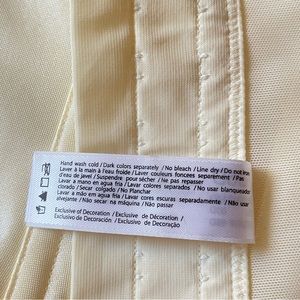 Hand wash cold / Dark colors separately / No bleach / Line dry / Do not iron
Laver à la main à l'eau froide / Laver couleurs foncees separement / Pas
d'eau de javel / Suspendre pour sécher / Ne pas repasser
Lavar a mano en agua fria / Lavar colores separados / No usar blanqueador
clorado / Secar colgado / No Planchar
Lavar à mão em agua fria / Lavar cores escuras separadamente / Não usar
alvejante / Não secar na máquina / Não passar
Exclusive of Decoration / Exclusive de Décoration /
Exclusivo de Decoración / Exclusivo de Decoração